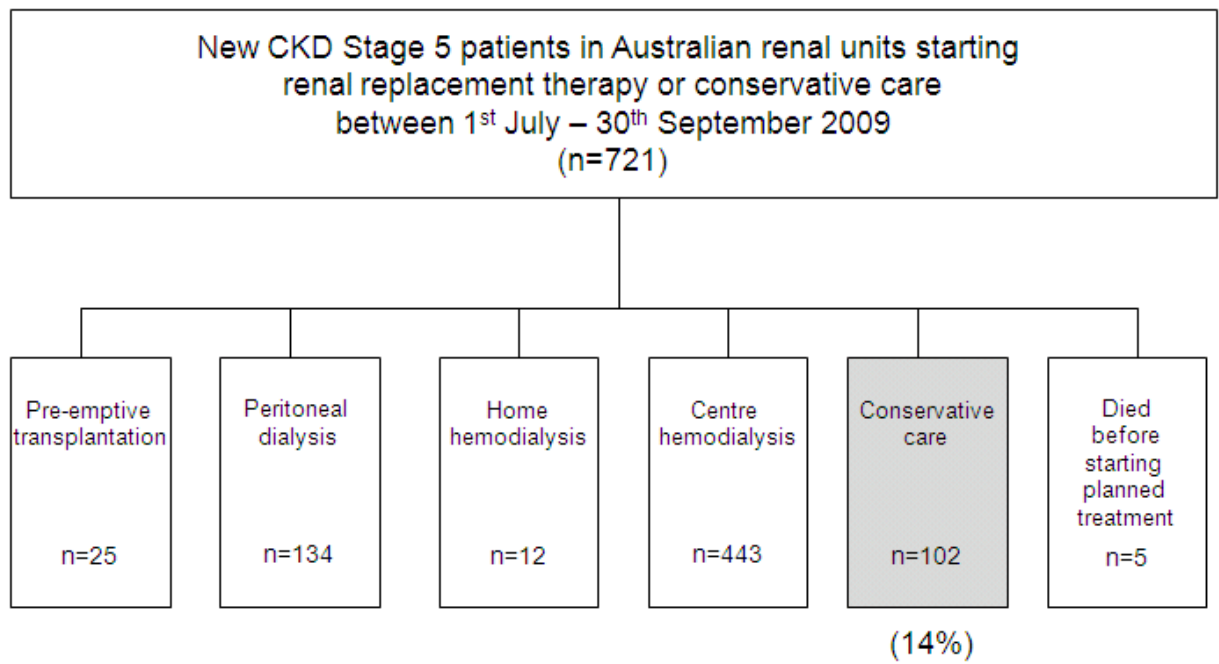 New CKD Stage 5 patients in Australian renal units starting
renal replacement therapy or conservative care
between 1st July – 30th September 2009
(n=721)
Pre-emptive
transplantation
n=25
Peritoneal
dialysis
n=134
Home
hemodialysis
n=12
Centre
hemodialysis
n=443
Conservative
care
n=102
Died
before
starting
planned
treatment
n=5
(14%)